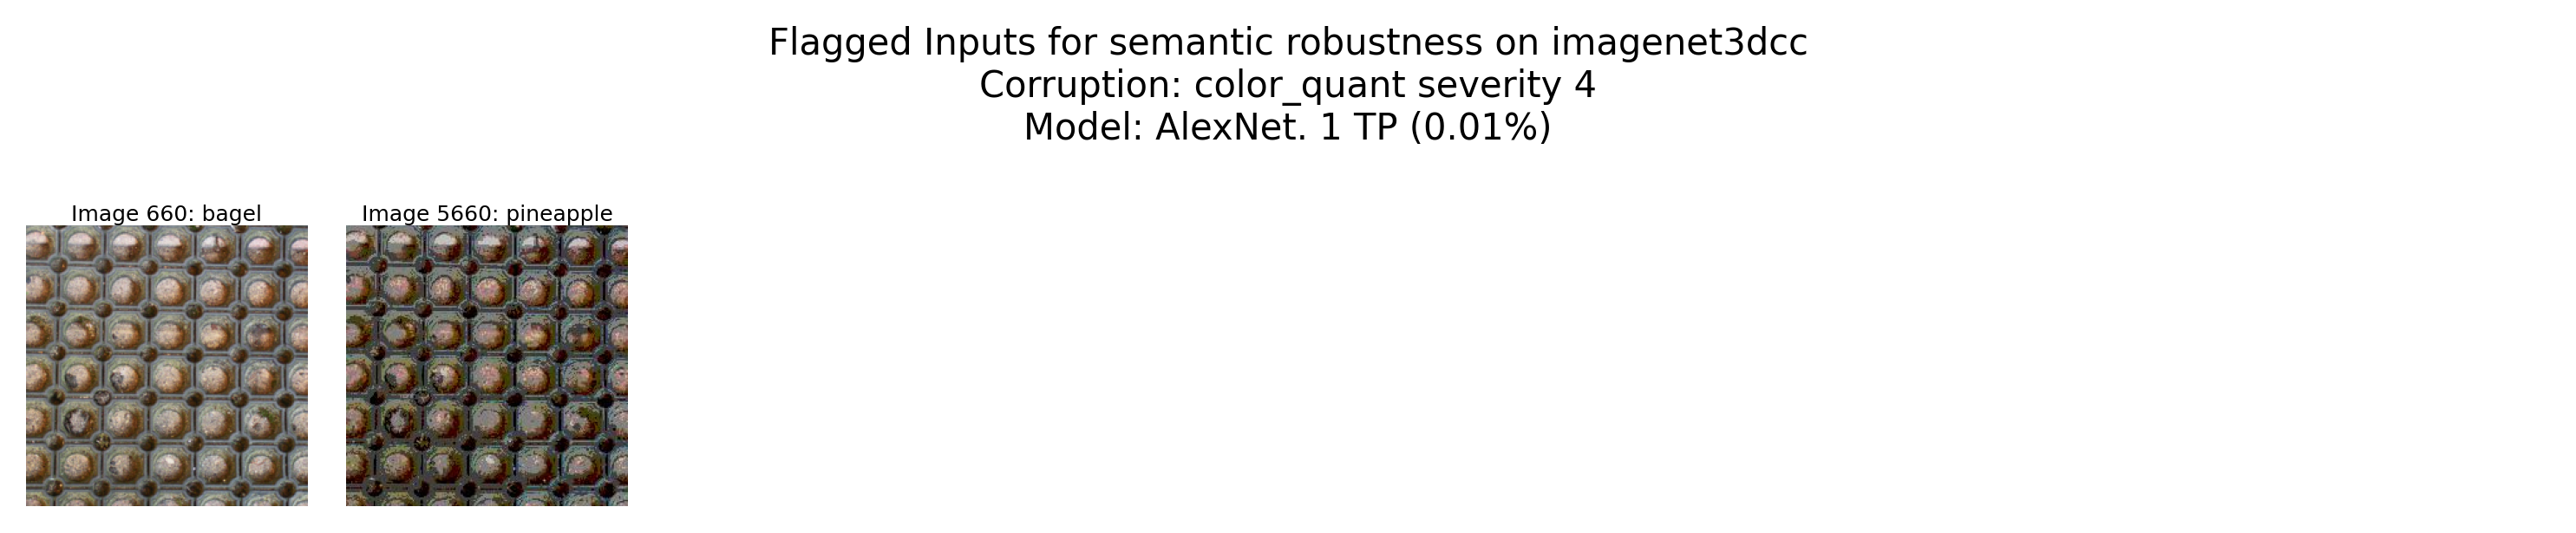 Flagged Inputs for semantic robustness on imagenet3dcc
Corruption: color_quant severity 4
Model: AlexNet. 1 TP (0.01%)
Image 660: bagel
Image 5660: pineapple